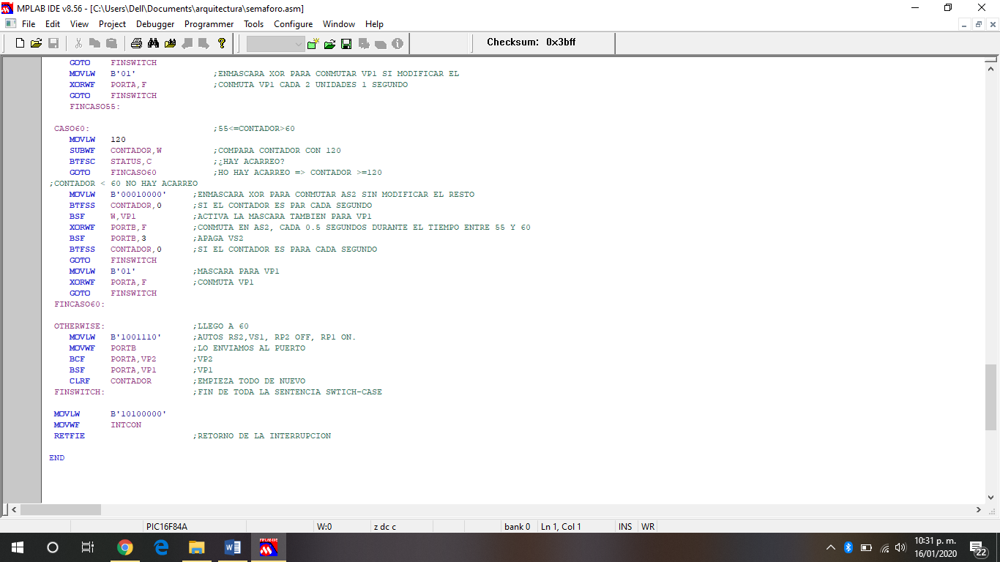 MPLAB IDE v8.56 - [C:\Users\Dell\Documents\arquitectura\semaforo.asm]
File Edit View Project Debugger Programmer Tools Configure Window Help
Checksum: 0x3bff
GOTO FINSWITCH
MOVLW B'01' ;ENMASCARA XOR PARA CONMUTAR VP1 SI MODIFICAR EL
XORWF PORTA,F ;CONMUTA VP1 CADA 2 UNIDADES 1 SEGUNDO
GOTO FINSWITCH
FINCASO55:
CASO60: ;55<=CONTADOR>60
MOVLW 120
SUBWF CONTADOR,W ;COMPARA CONTADOR CON 120
BTFSC STATUS,C ;¿HAY ACARREO?
GOTO FINCASO60 ;HO HAY ACARREO => CONTADOR >=120
;CONTADOR < 60 NO HAY ACARREO
MOVLW B'00010000' ;ENMASCARA XOR PARA CONMUTAR AS2 SIN MODIFICAR EL RESTO
BTFSS CONTADOR,0 ;SI EL CONTADOR ES PAR CADA SEGUNDO
BSF W,VP1 ;ACTIVA LA MASCARA TAMBIEN PARA VP1
XORWF PORTB,F ;CONMUTA EN AS2, CADA 0.5 SEGUNDOS DURANTE EL TIEMPO ENTRE 55 Y 60
BSF PORTB,3 ;APAGA VS2
BTFSS CONTADOR,0 ;SI EL CONTADOR ES PARA CADA SEGUNDO
GOTO FINSWITCH
MOVLW B'01' ;MASCARA PARA VP1
XORWF PORTA,F ;CONMUTA VP1
GOTO FINSWITCH
FINCASO60:
OTHERWISE: ;LLEGO A 60
MOVLW B'1001110' ;AUTOS RS2,VS1, RP2 OFF, RP1 ON.
MOVWF PORTB ;LO ENVIAMOS AL PUERTO
BCF PORTA,VP2 ;VP2
BSF PORTA,VP1 ;VP1
CLRF CONTADOR ;EMPIEZA TODO DE NUEVO
FINSWITCH: ;FIN DE TODA LA SENTENCIA SWTICH-CASE
MOVLW B'10100000'
MOVWF INTCON
RETFIE ;RETORNO DE LA INTERRUPCION
END
PIC16F84A W:0 z dc c bank 0 Ln 1, Col 1 INS WR
10:31 p. m.
16/01/2020
22